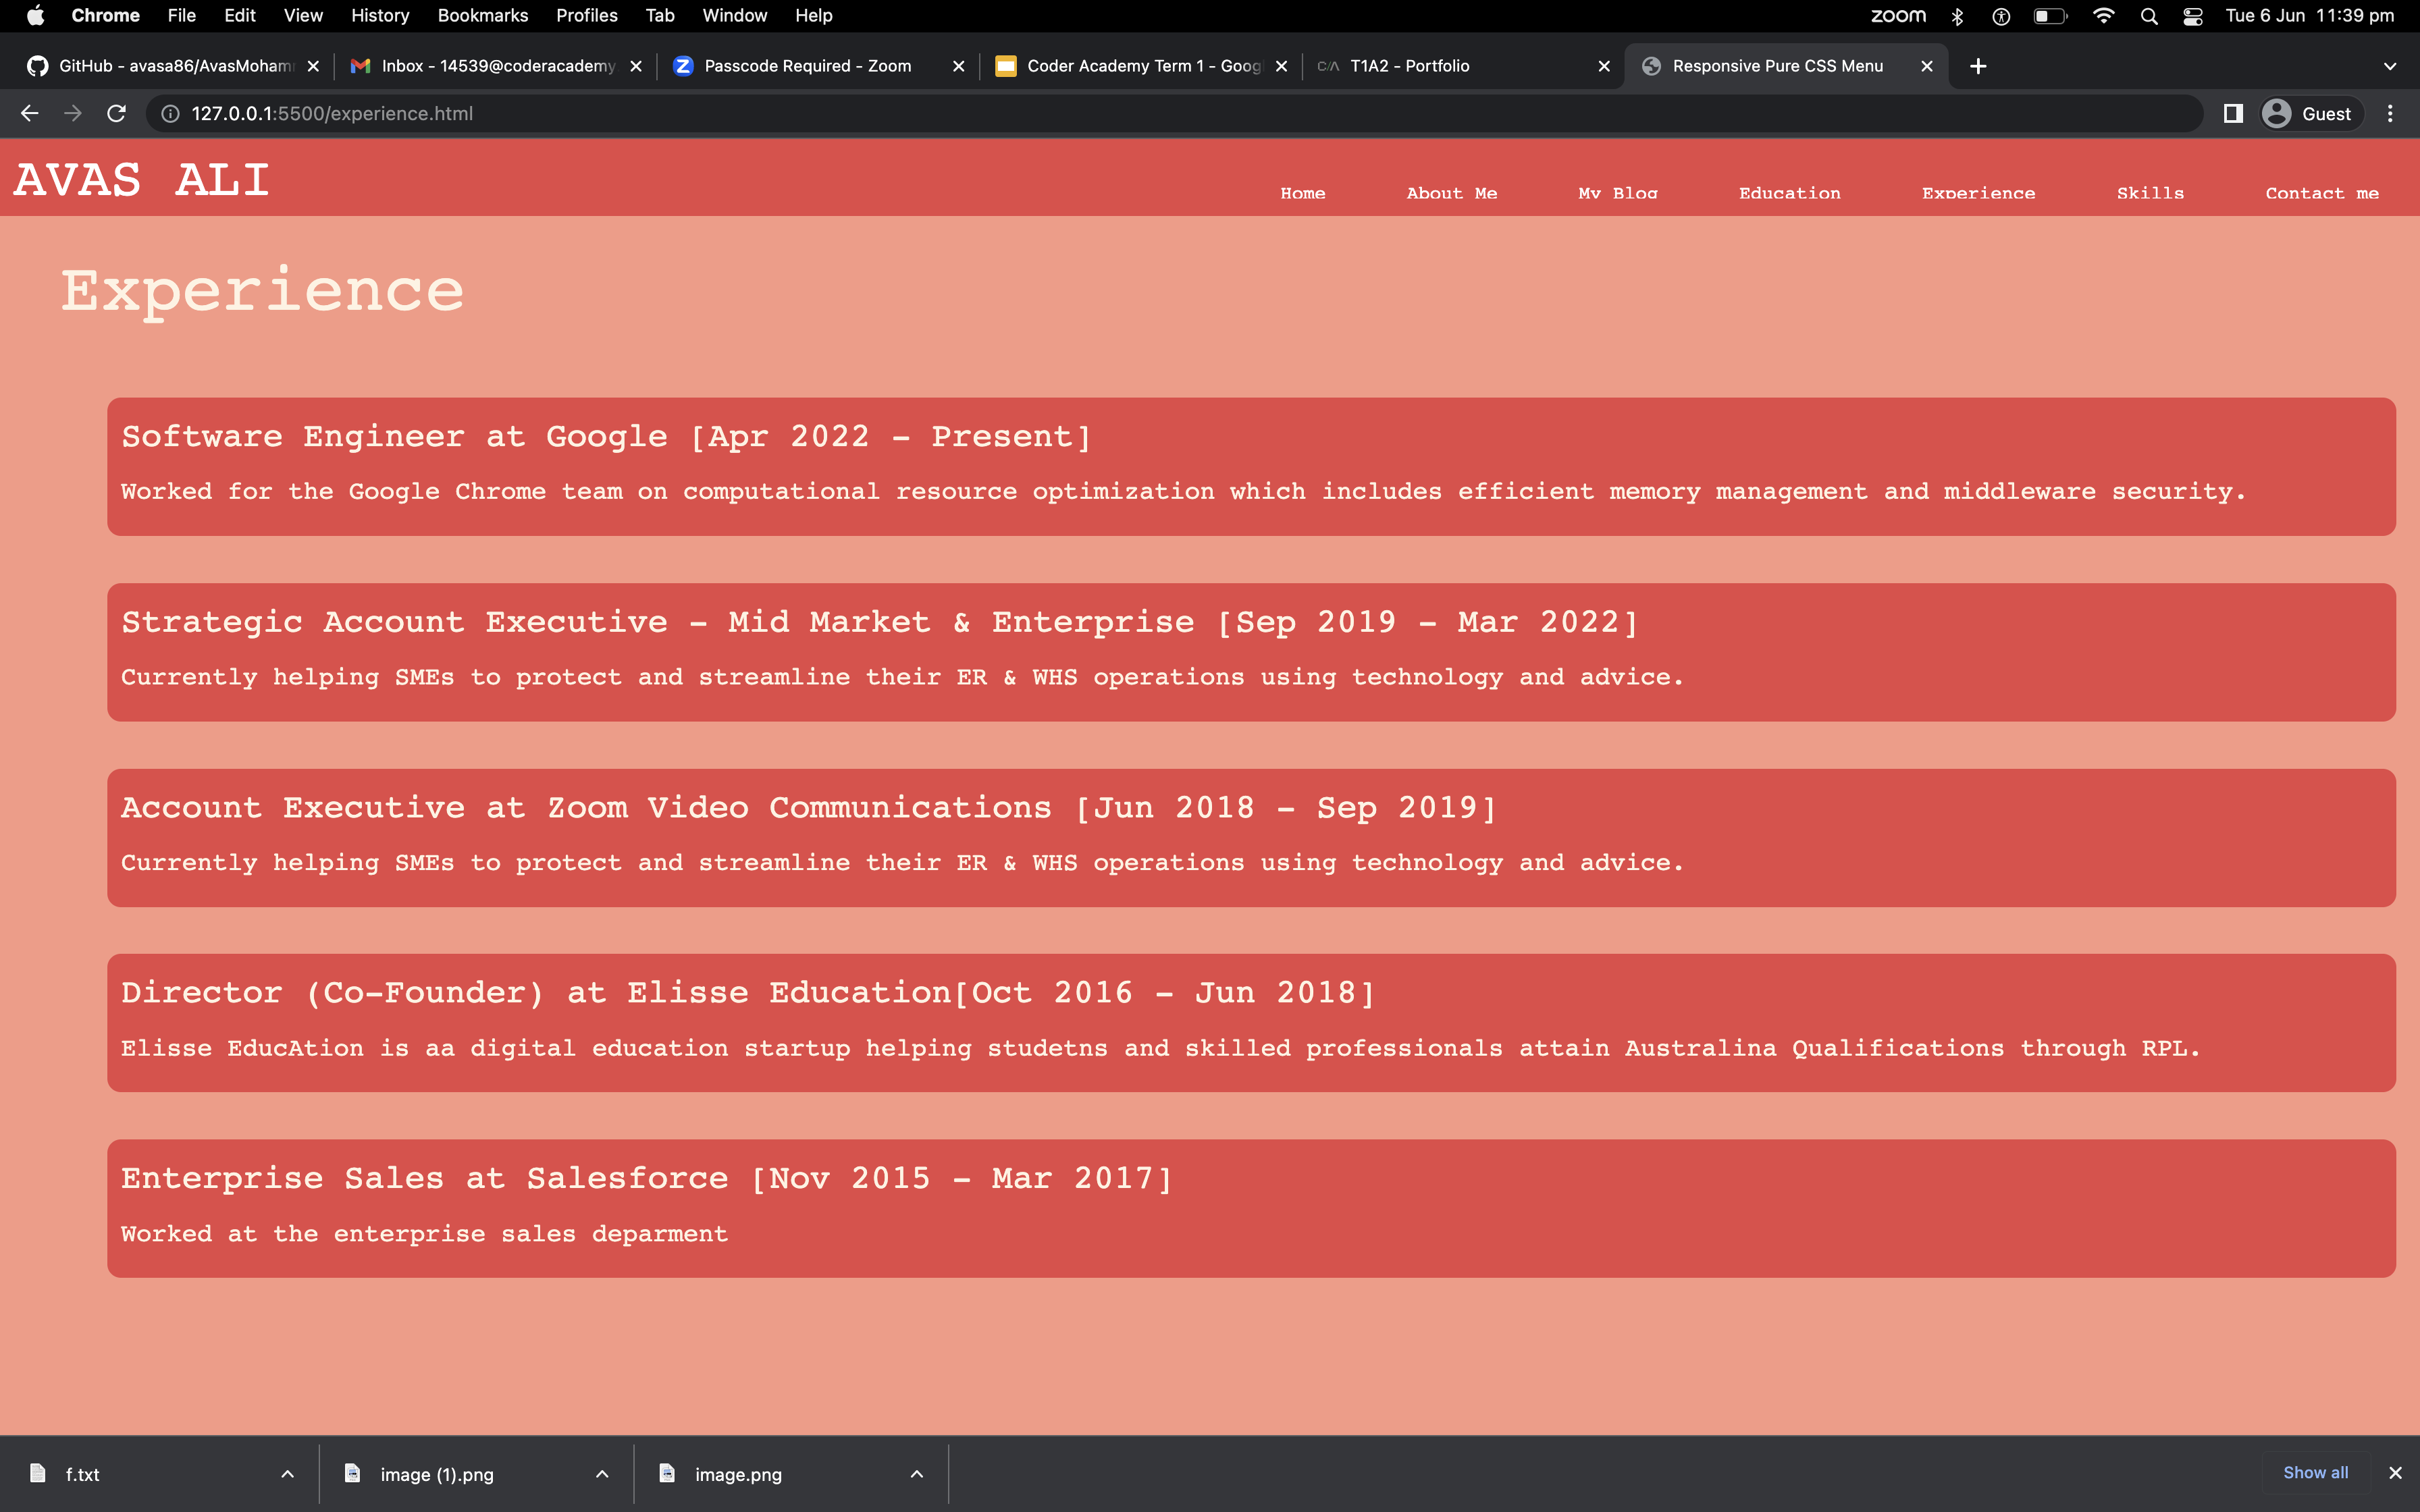 Chrome File Edit View History Bookmarks Profiles Tab Window Help zoom Tue 6 Jun 11:39 pm
GitHub - avasa86/AvasMoham Inbox - 14539@coderacademy. Passcode Required - Zoom Coder Academy Term 1 - Goog C/A T1A2 - Portfolio Responsive Pure CSS Menu
127.0.0.1:5500/experience.html Guest
AVAS ALI
Home About Me My Blog Education Experience Skills Contact me
Experience
Software Engineer at Google [Apr 2022 - Present]
Worked for the Google Chrome team on computational resource optimization which includes efficient memory management and middleware security.
Strategic Account Executive - Mid Market & Enterprise [Sep 2019 - Mar 2022]
Currently helping SMEs to protect and streamline their ER & WHS operations using technology and advice.
Account Executive at Zoom Video Communications [Jun 2018 - Sep 2019]
Currently helping SMEs to protect and streamline their ER & WHS operations using technology and advice.
Director (Co-Founder) at Elisse Education[Oct 2016 - Jun 2018]
Elisse EducAtion is aa digital education startup helping studetns and skilled professionals attain Australina Qualifications through RPL.
Enterprise Sales at Salesforce [Nov 2015 - Mar 2017]
Worked at the enterprise sales deparment
f.txt image (1).png image.png Show all